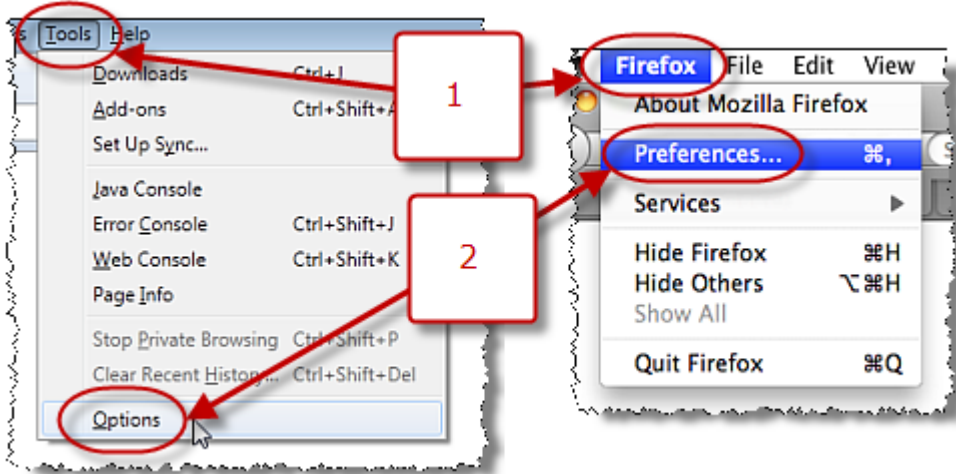 s Tools Help
Downloads Ctrl+J
Add-ons Ctrl+Shift+A
Set Up Sync...
Java Console
Error Console Ctrl+Shift+J
Web Console Ctrl+Shift+K
Page Info
Stop Private Browsing Ctrl+Shift+P
Clear Recent History... Ctrl+Shift+Del
Options
1
2
Firefox File Edit View
About Mozilla Firefox
Preferences... ⌘,
S
Services ▶
Hide Firefox ⌘H
Hide Others ⌥⌘H
Show All
Quit Firefox ⌘Q